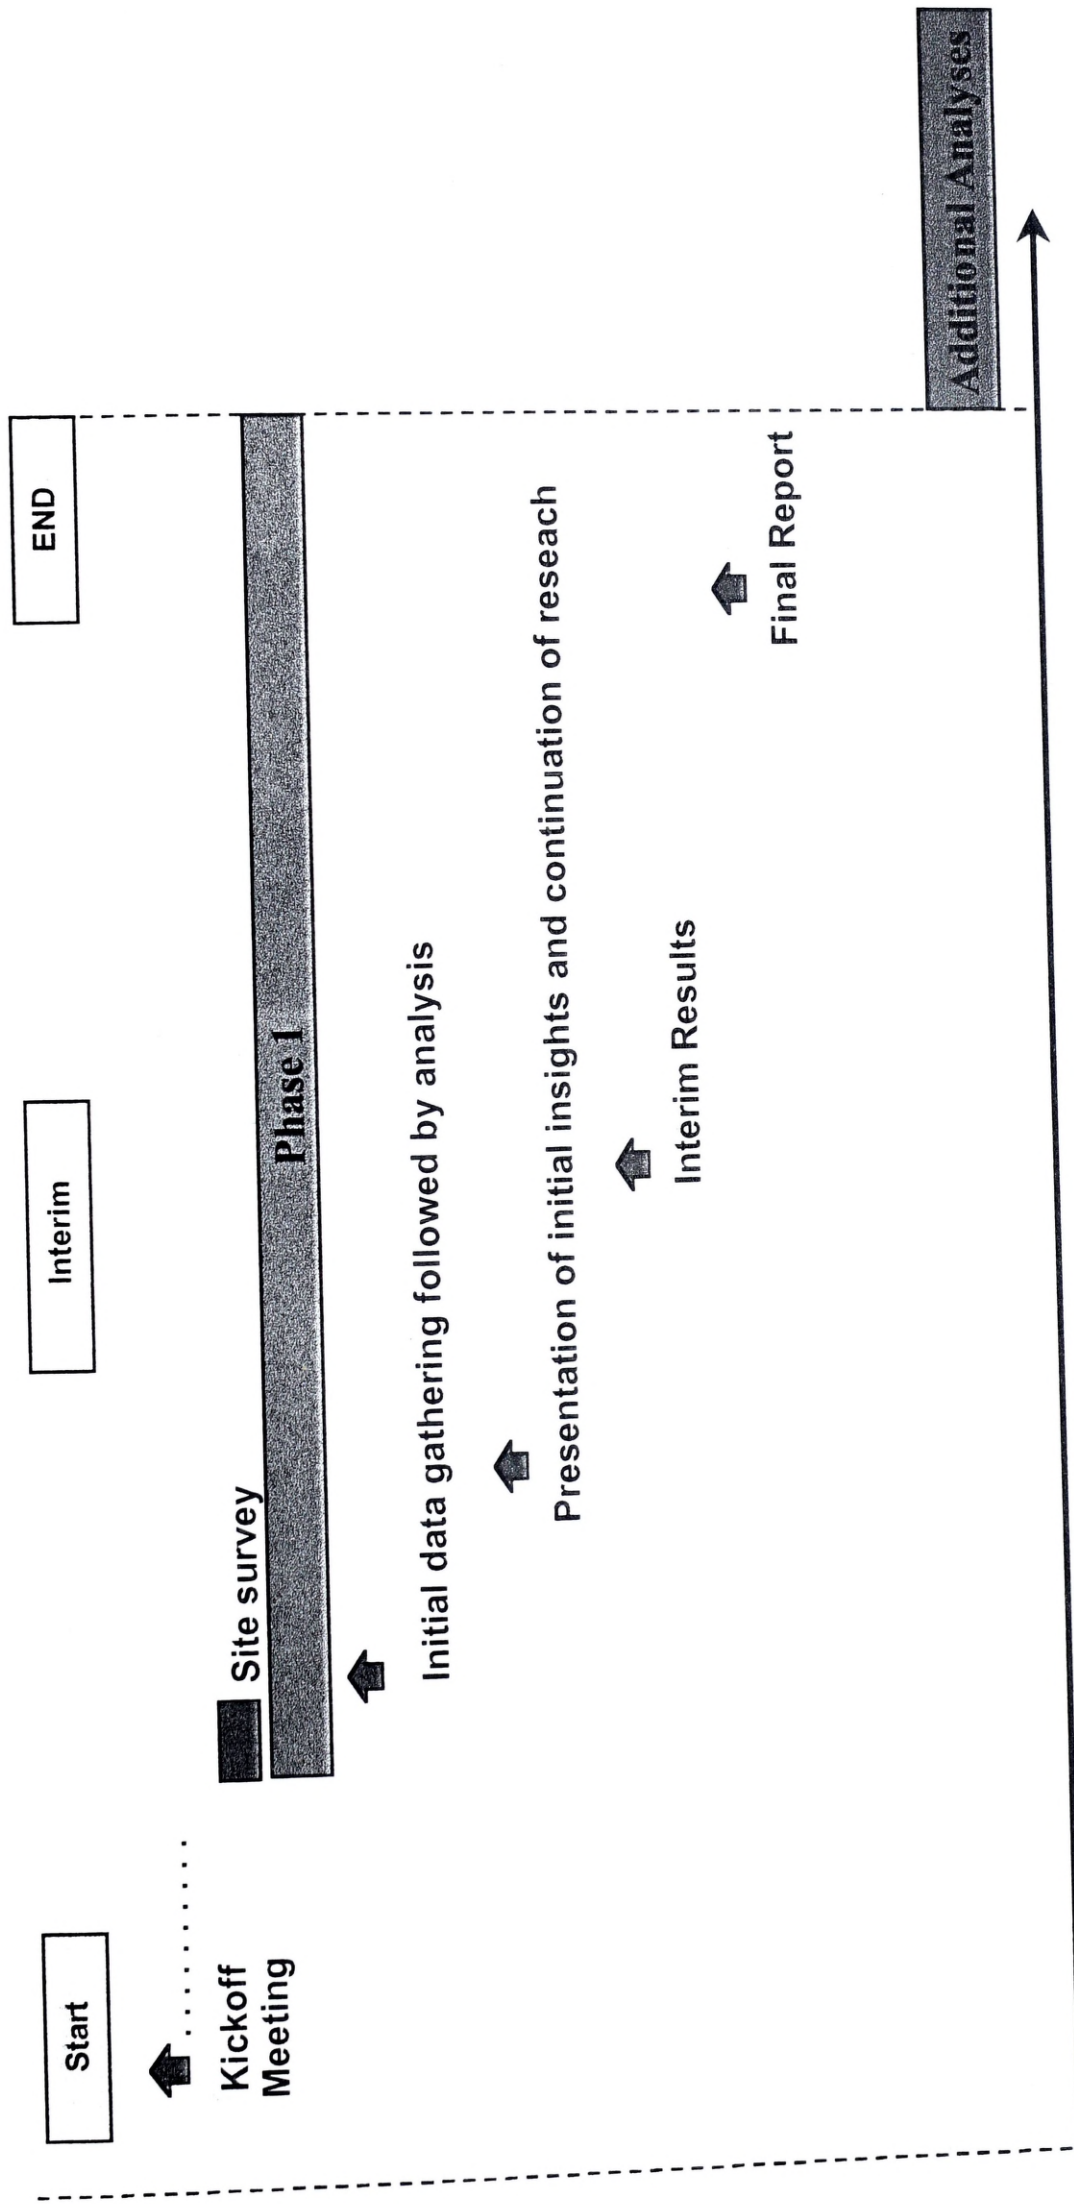 Start
Interim
END
Kickoff
Meeting
Site survey
Phase 1
Initial data gathering followed by analysis
Presentation of initial insights and continuation of reseach
Interim Results
Final Report
Additional Analyses